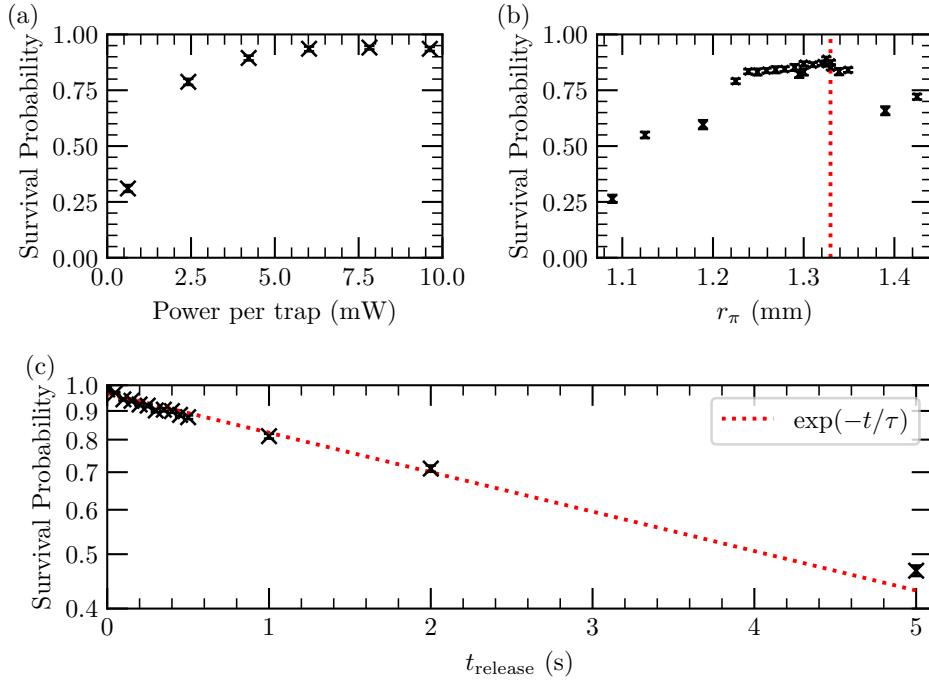 (a)
Survival Probability
1.00
0.75
0.50
0.25
0.00
0.0 2.5 5.0 7.5 10.0
Power per trap (mW)
(b)
Survival Probability
1.00
0.75
0.50
0.25
0.00
1.1 1.2 1.3 1.4
r_π (mm)
(c)
Survival Probability
1.0
0.9
0.8
0.7
0.6
0.5
0.4
exp(−t/τ)
0 1 2 3 4 5
t_release (s)